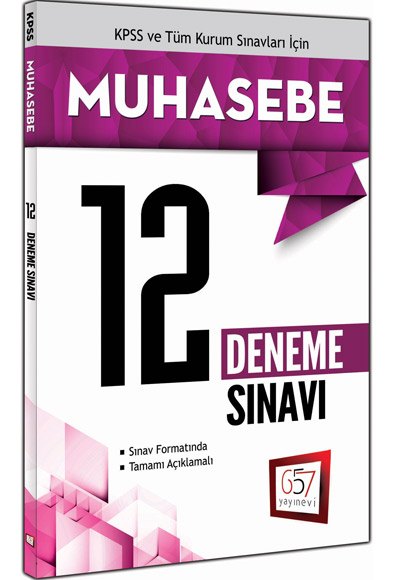 KPSS ve Tüm Kurum Sınavları İçin
MUHASEBE
12
DENEME
SINAVI
Sınav Formatında
Tamamı Açıklamalı
657
yayınevi
KPSS
MUHASEBE
12
DENEME SINAVI